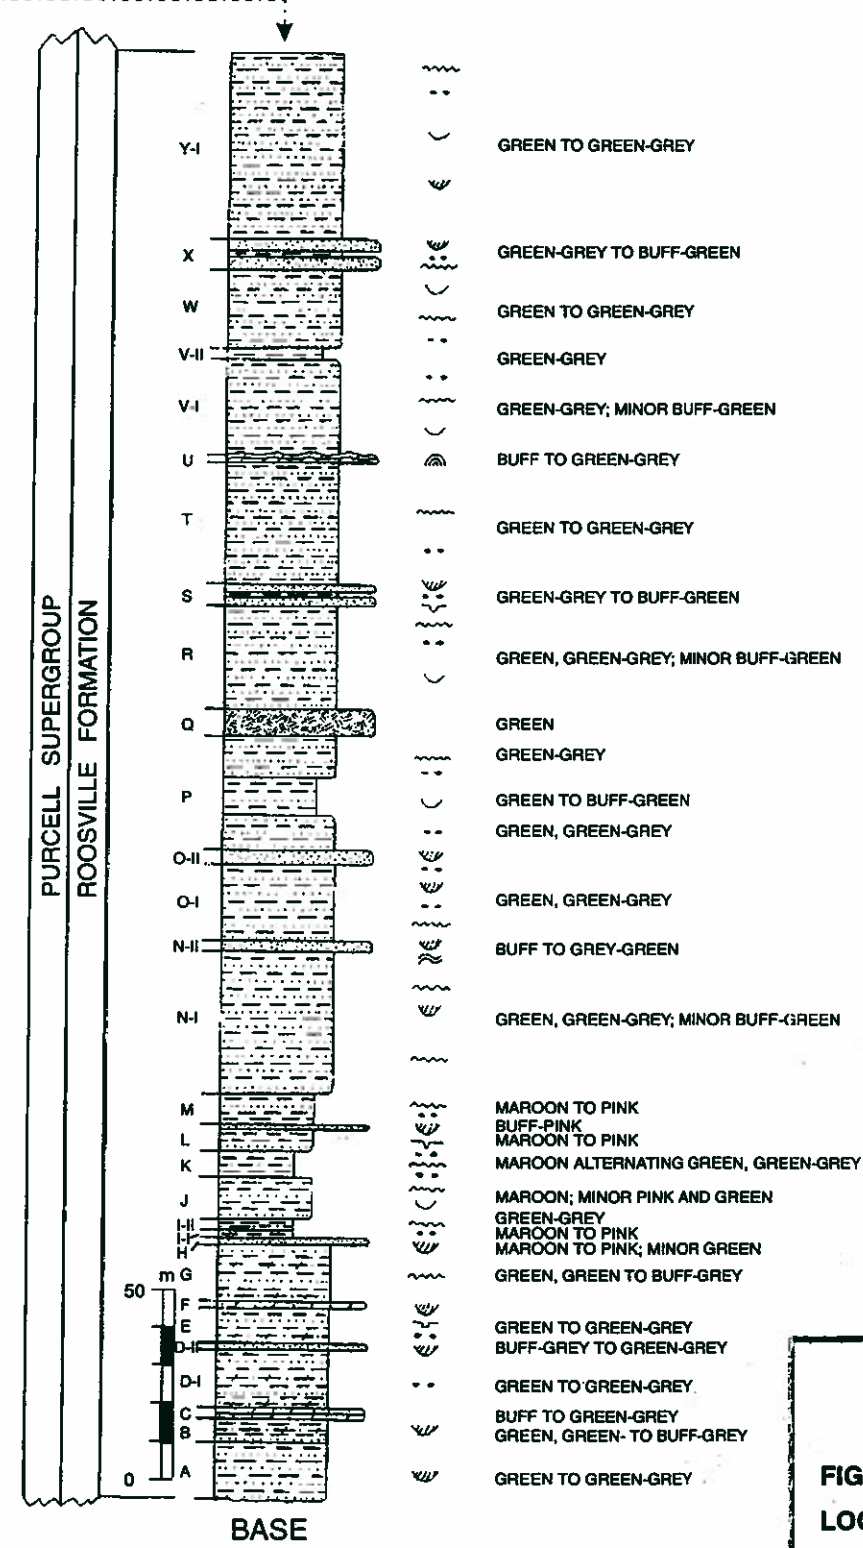 Y-I GREEN TO GREEN-GREY
X GREEN-GREY TO BUFF-GREEN
W GREEN TO GREEN-GREY
V-II GREEN-GREY
V-I GREEN-GREY; MINOR BUFF-GREEN
U BUFF TO GREEN-GREY
T GREEN TO GREEN-GREY
S GREEN-GREY TO BUFF-GREEN
R GREEN, GREEN-GREY; MINOR BUFF-GREEN
Q GREEN
GREEN-GREY
P GREEN TO BUFF-GREEN
GREEN, GREEN-GREY
O-II
O-I GREEN, GREEN-GREY
N-II BUFF TO GREY-GREEN
N-I GREEN, GREEN-GREY; MINOR BUFF-GREEN
M MAROON TO PINK
BUFF-PINK
L MAROON TO PINK
K MAROON ALTERNATING GREEN, GREEN-GREY
J MAROON; MINOR PINK AND GREEN
I-II GREEN-GREY
I-I MAROON TO PINK
H MAROON TO PINK; MINOR GREEN
m G GREEN, GREEN TO BUFF-GREY
50
F
E GREEN TO GREEN-GREY
D-II BUFF-GREY TO GREEN-GREY
D-I GREEN TO GREEN-GREY
C BUFF TO GREEN-GREY
B GREEN, GREEN- TO BUFF-GREY
0 A GREEN TO GREEN-GREY
PURCELL SUPERGROUP
ROOSVILLE FORMATION
BASE
FIG
LOC